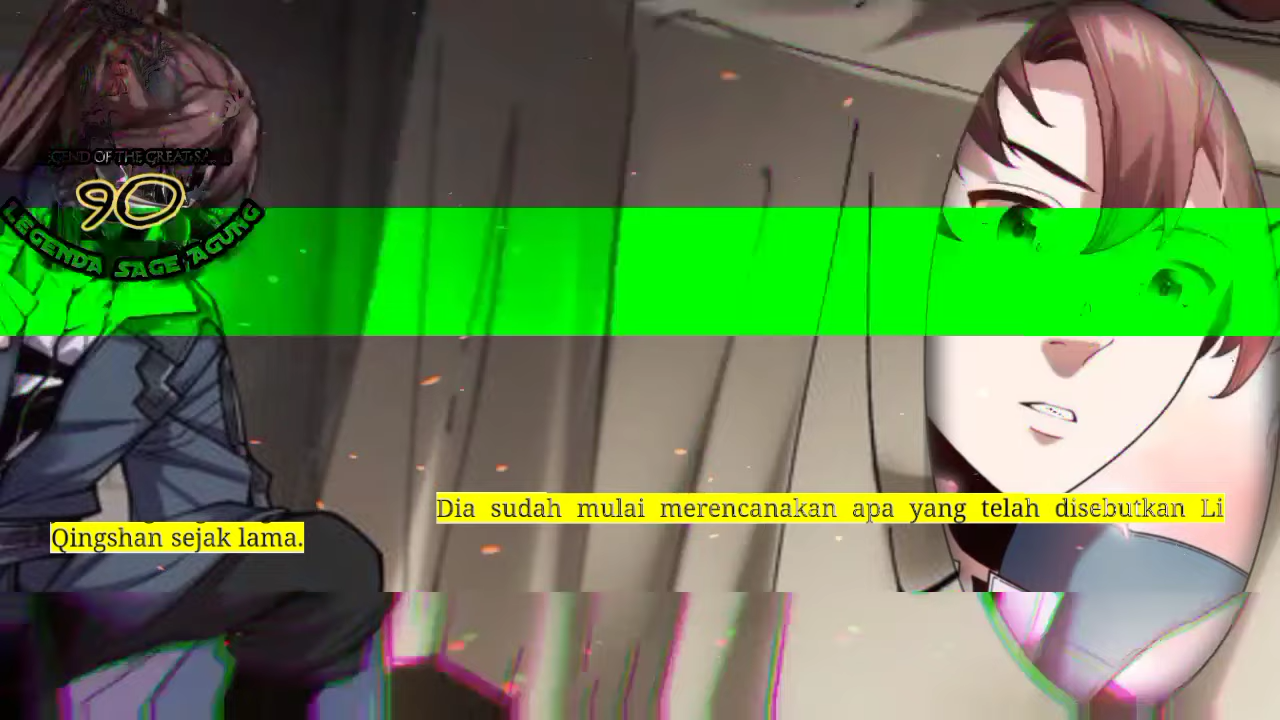 LEGEND OF THE GREAT SA
90
LEGENDA SAGE AGUNG
Dia sudah mulai merencanakan apa yang telah disebutkan Li
Qingshan sejak lama.